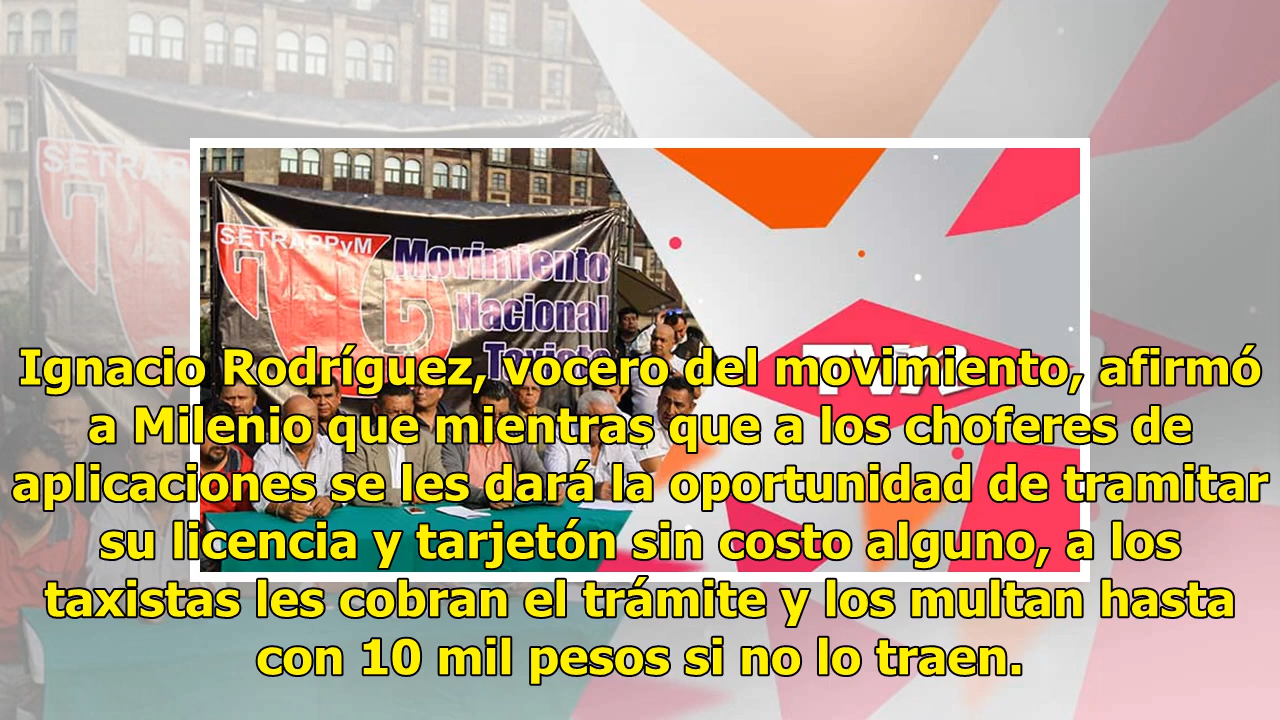 SETRAPPyM
Movimiento
Nacional
Taxista
Ignacio Rodríguez, vocero del movimiento, afirmó
a Milenio que mientras que a los choferes de
aplicaciones se les dará la oportunidad de tramitar
su licencia y tarjetón sin costo alguno, a los
taxistas les cobran el trámite y los multan hasta
con 10 mil pesos si no lo traen.